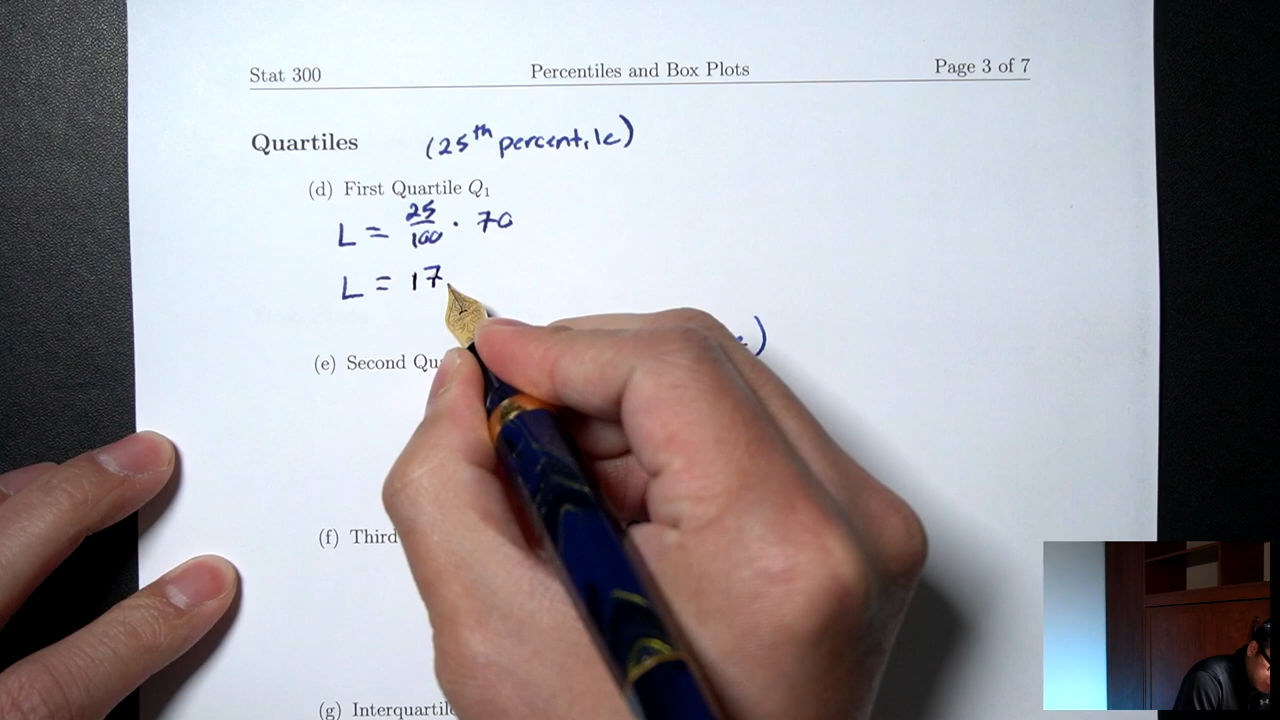 Stat 300 Percentiles and Box Plots Page 3 of 7
Quartiles (25th percentile)
(d) First Quartile Q1
L = 25/100 · 70
L = 17
(e) Second Qu
(f) Third
(g) Interquartil